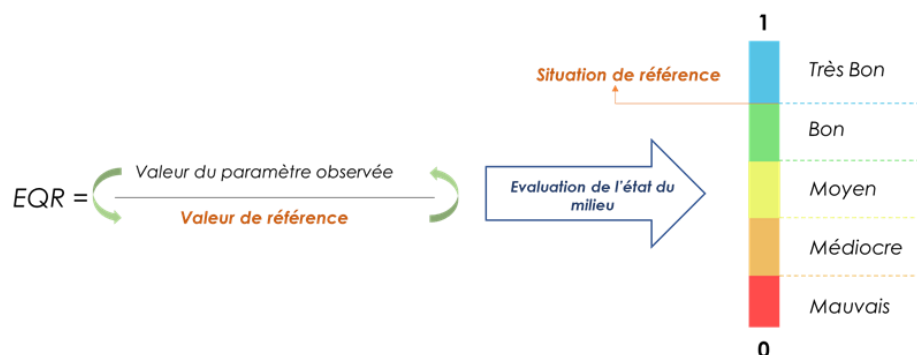 1
Situation de référence
Très Bon
Bon
Valeur du paramètre observée
EQR =
Valeur de référence
Evaluation de l'état du
milieu
Moyen
Médiocre
Mauvais
0